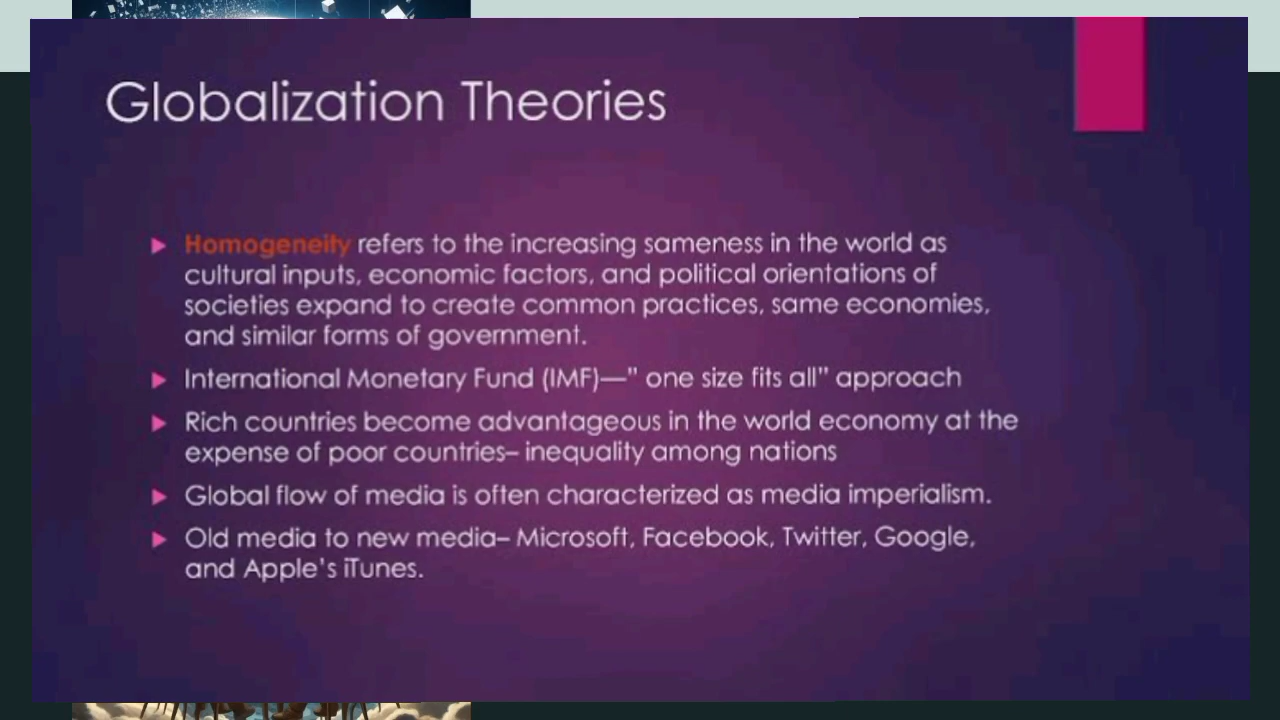 Globalization Theories
Homogeneity refers to the increasing sameness in the world as
cultural inputs, economic factors, and political orientations of
societies expand to create common practices, same economies,
and similar forms of government.
International Monetary Fund (IMF)—” one size fits all” approach
Rich countries become advantageous in the world economy at the
expense of poor countries– inequality among nations
Global flow of media is often characterized as media imperialism.
Old media to new media– Microsoft, Facebook, Twitter, Google,
and Apple's iTunes.